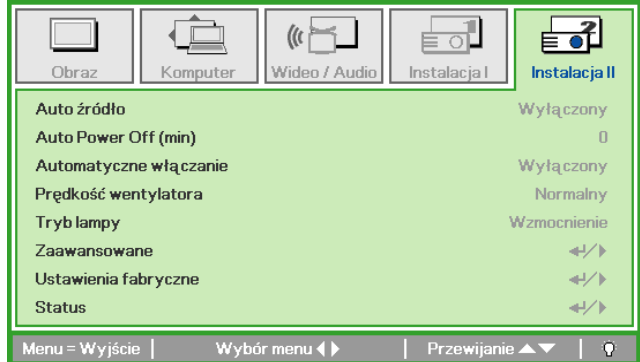 Obraz
Komputer
Wideo / Audio
Instalacja I
Instalacja II
Auto źródło Wyłączony
Auto Power Off (min) 0
Automatyczne włączanie Wyłączony
Prędkość wentylatora Normalny
Tryb lampy Wzmocnienie
Zaawansowane
Ustawienia fabryczne
Status
Menu = Wyjście Wybór menu Przewijanie